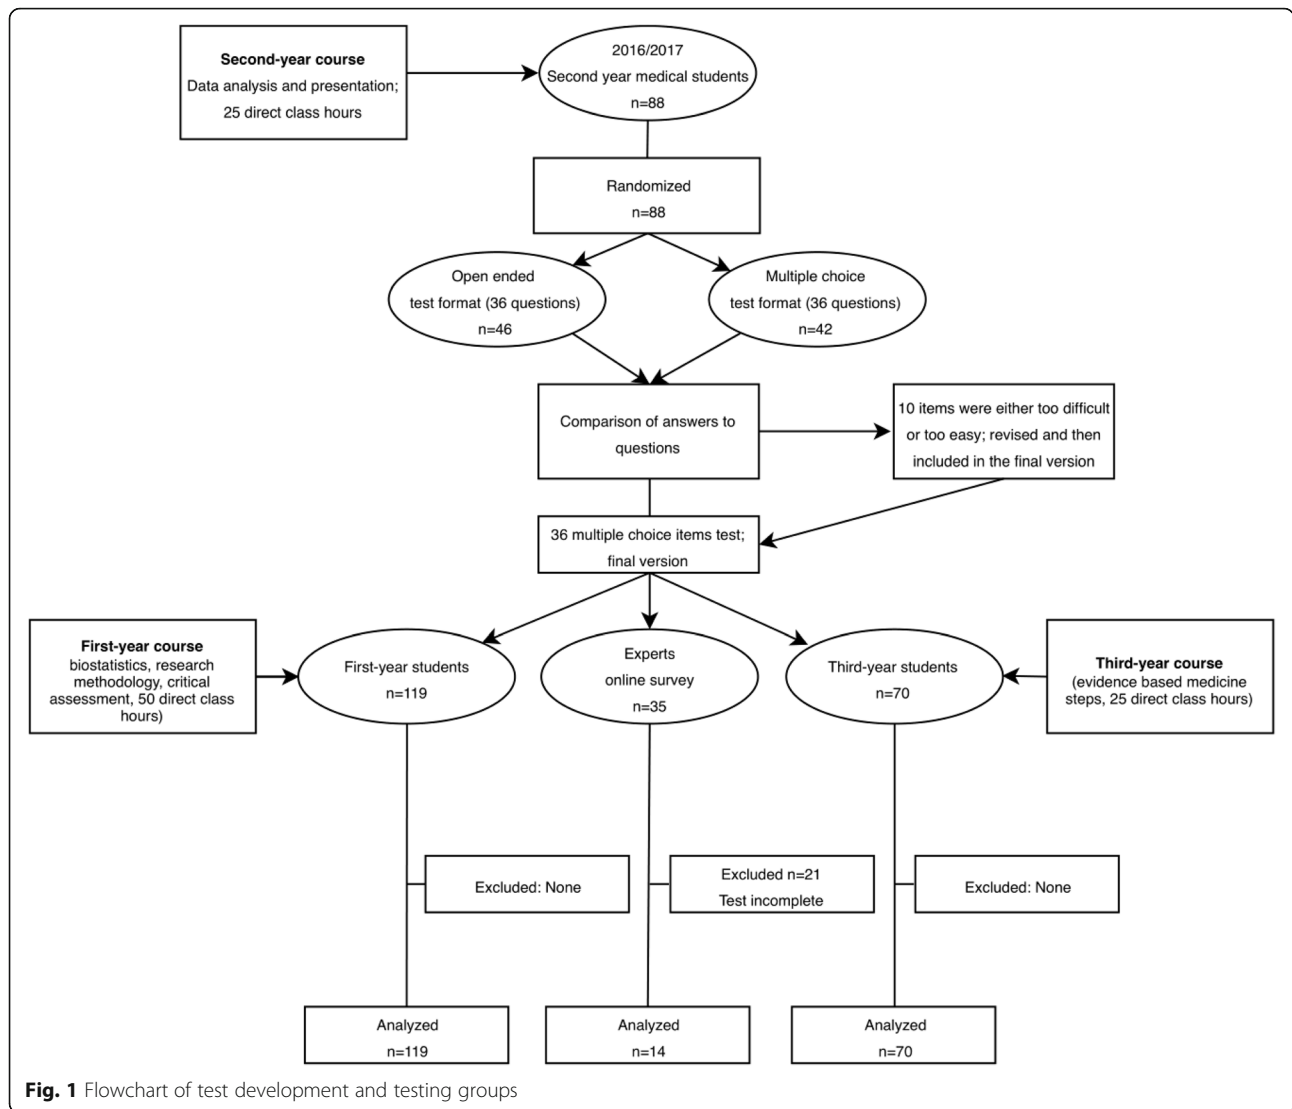 Second-year course
Data analysis and presentation;
25 direct class hours
2016/2017
Second year medical students
n=88
Randomized
n=88
Open ended
test format (36 questions)
n=46
Multiple choice
test format (36 questions)
n=42
Comparison of answers to
questions
10 items were either too difficult
or too easy; revised and then
included in the final version
36 multiple choice items test;
final version
First-year course
biostatistics, research
methodology, critical
assessment, 50 direct class
hours)
First-year students
n=119
Experts
online survey
n=35
Third-year students
n=70
Third-year course
(evidence based medicine
steps, 25 direct class hours)
Excluded: None
Excluded n=21
Test incomplete
Excluded: None
Analyzed
n=119
Analyzed
n=14
Analyzed
n=70
Fig. 1 Flowchart of test development and testing groups